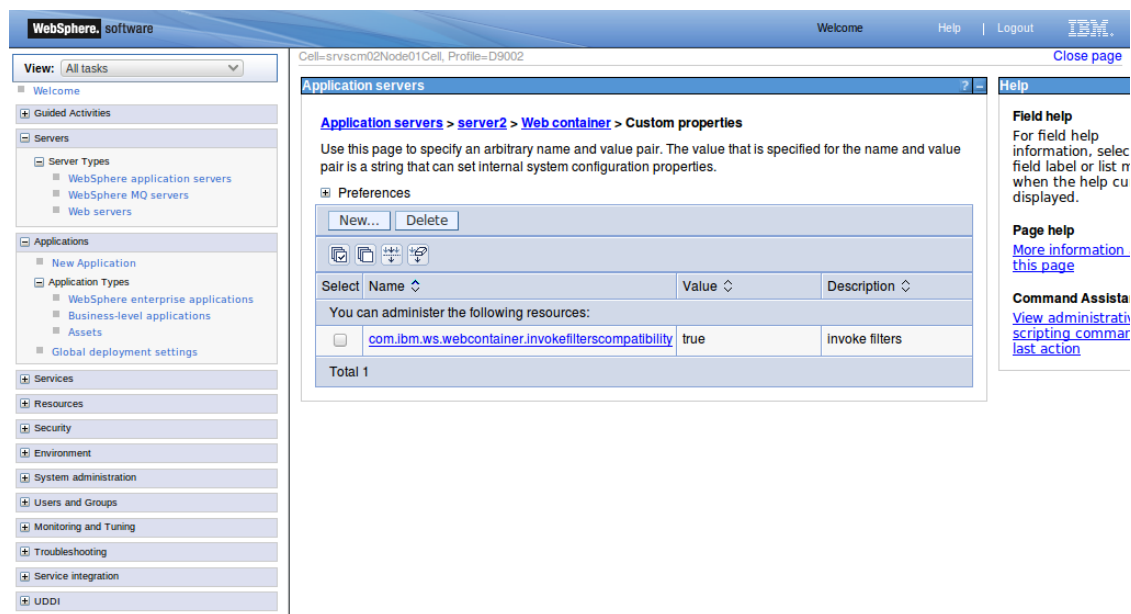 WebSphere. software
Welcome
Help | Logout
IBM.
View: All tasks
Welcome
Guided Activities
Servers
Server Types
WebSphere application servers
WebSphere MQ servers
Web servers
Applications
New Application
Application Types
WebSphere enterprise applications
Business-level applications
Assets
Global deployment settings
Services
Resources
Security
Environment
System administration
Users and Groups
Monitoring and Tuning
Troubleshooting
Service integration
UDDI
Cell=srvscm02Node01Cell, Profile=D9002
Close page
Application servers
? –
Application servers > server2 > Web container > Custom properties
Use this page to specify an arbitrary name and value pair. The value that is specified for the name and value
pair is a string that can set internal system configuration properties.
Preferences
New... Delete
Select Name Value Description
You can administer the following resources:
com.ibm.ws.webcontainer.invokefilterscompatibility true invoke filters
Total 1
Help
Field help
For field help
information, selec
field label or list m
when the help cu
displayed.
Page help
More information
this page
Command Assista
View administrativ
scripting commar
last action